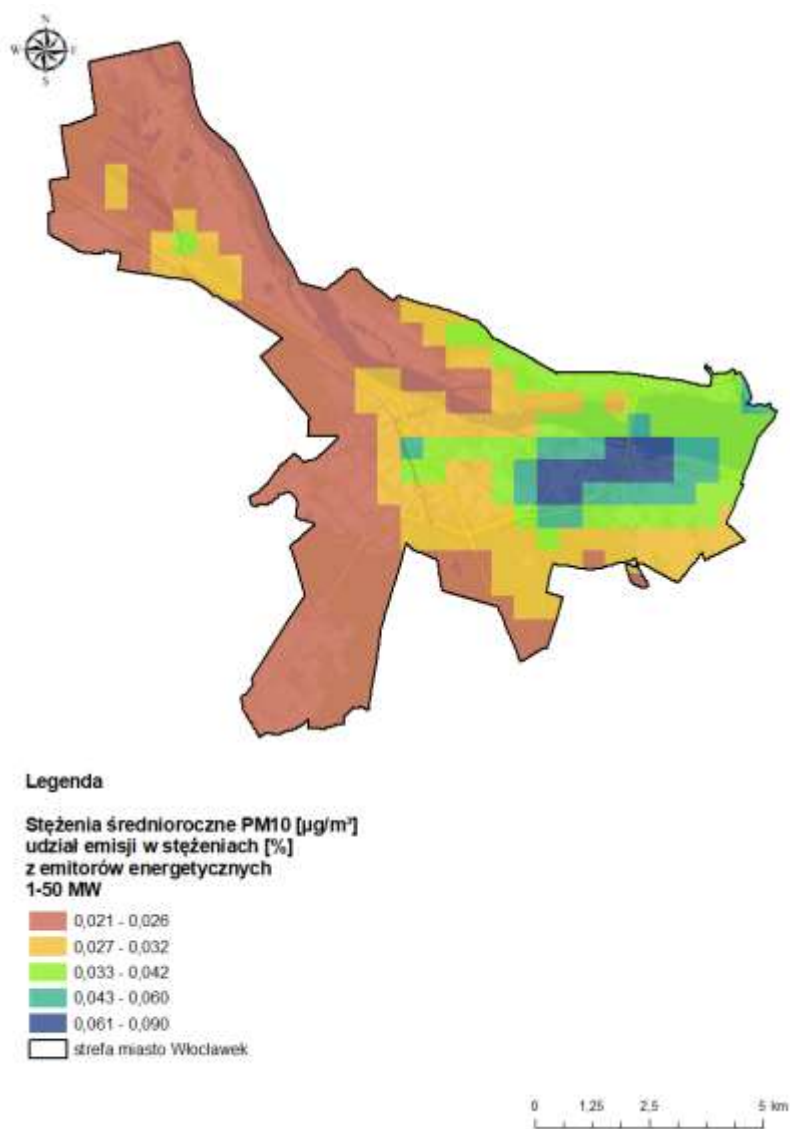 N
W E
S
Legenda
Stężenia średnioroczne PM10 [µg/m³]
udział emisji w stężeniach [%]
z emitorów energetycznych
1-50 MW
0,021 - 0,026
0,027 - 0,032
0,033 - 0,042
0,043 - 0,060
0,061 - 0,090
strefa miasto Włocławek
0 1,25 2,5 5 km